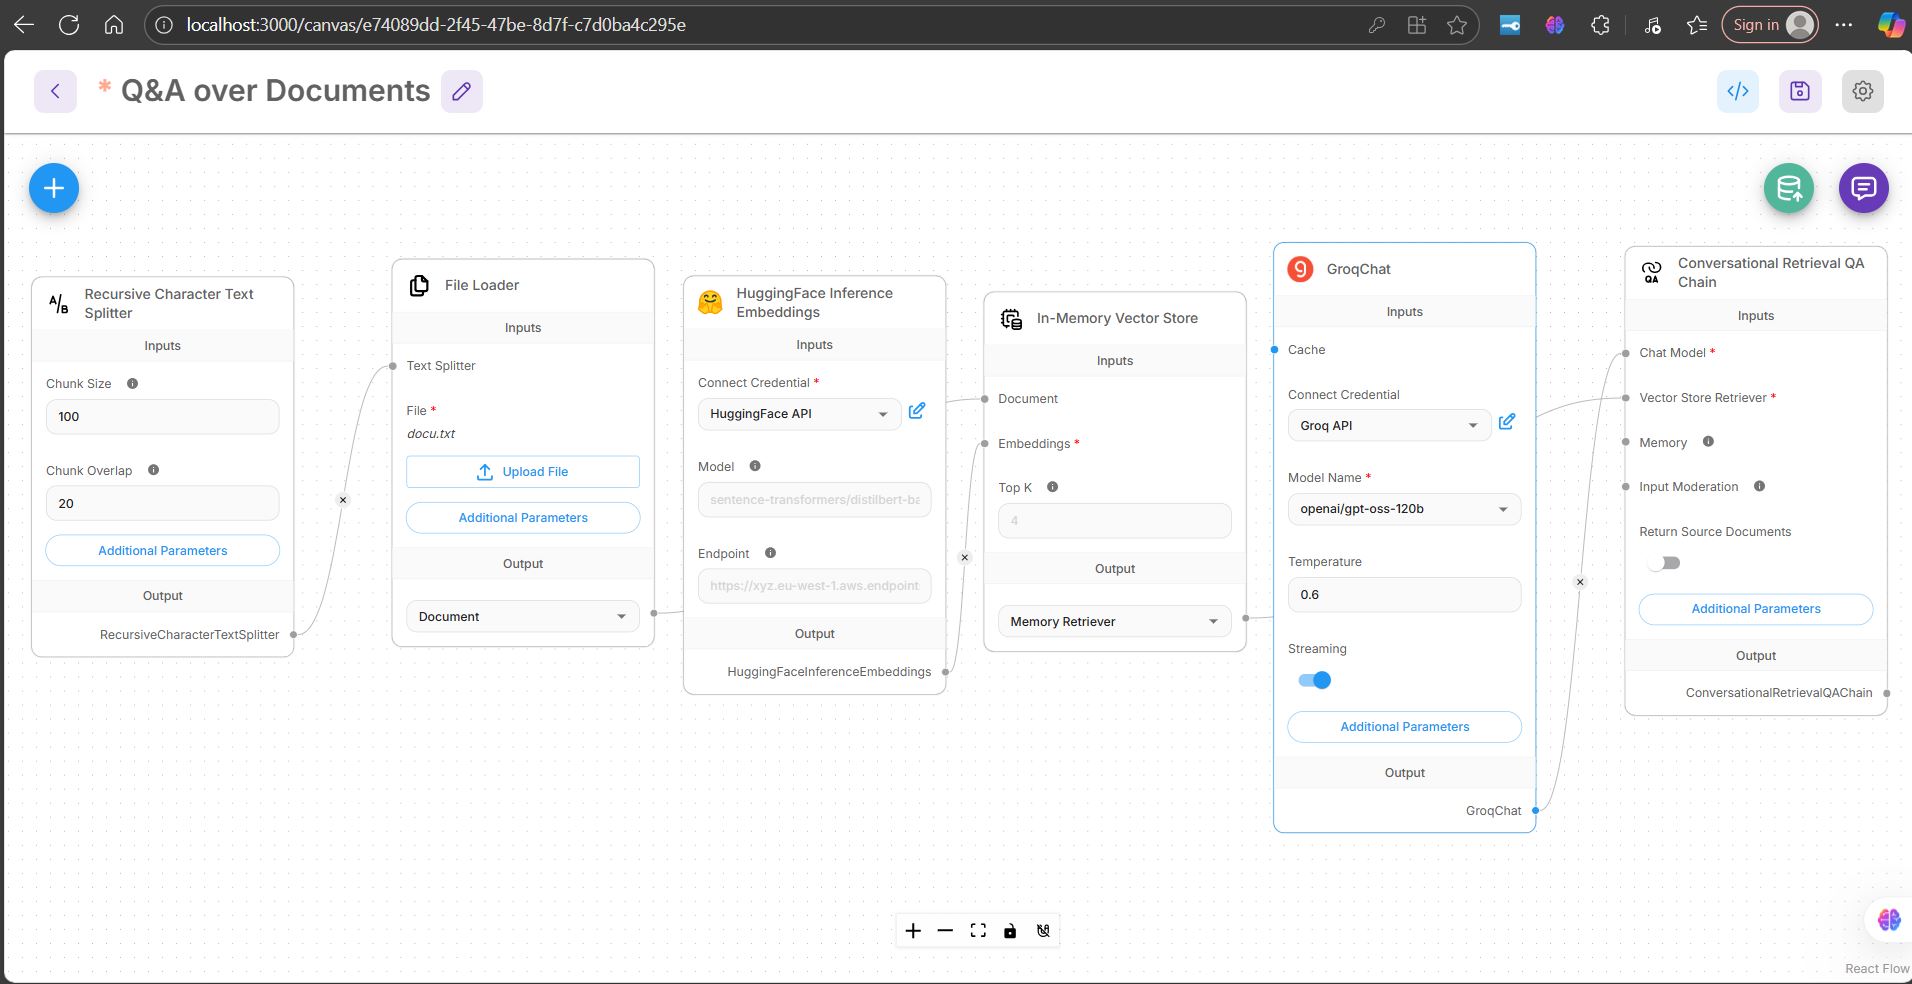 localhost:3000/canvas/e74089dd-2f45-47be-8d7f-c7d0ba4c295e
Sign in
* Q&A over Documents
Recursive Character Text
Splitter
Inputs
Chunk Size
100
Chunk Overlap
20
Additional Parameters
Output
RecursiveCharacterTextSplitter
File Loader
Inputs
Text Splitter
File *
docu.txt
Upload File
Additional Parameters
Output
Document
HuggingFace Inference
Embeddings
Inputs
Connect Credential *
HuggingFace API
Model
sentence-transformers/distilbert-ba
Endpoint
https://xyz.eu-west-1.aws.endpoint
Output
HuggingFaceInferenceEmbeddings
In-Memory Vector Store
Inputs
Document
Embeddings *
Top K
4
Output
Memory Retriever
GroqChat
Inputs
Cache
Connect Credential
Groq API
Model Name *
openai/gpt-oss-120b
Temperature
0.6
Streaming
Additional Parameters
Output
GroqChat
Conversational Retrieval QA
Chain
Inputs
Chat Model *
Vector Store Retriever *
Memory
Input Moderation
Return Source Documents
Additional Parameters
Output
ConversationalRetrievalQAChain
React Flow